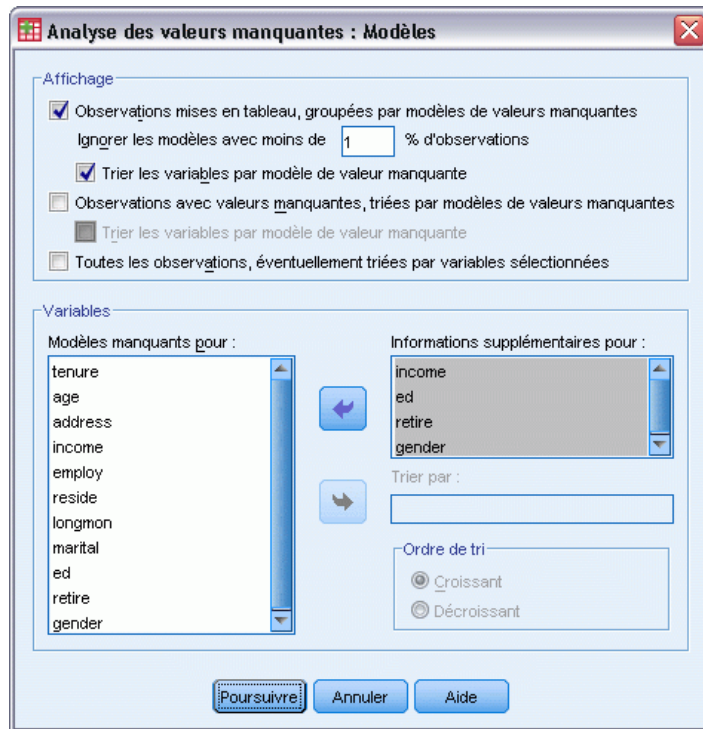 Analyse des valeurs manquantes : Modèles
Affichage
Observations mises en tableau, groupées par modèles de valeurs manquantes
Ignorer les modèles avec moins de 1 % d'observations
Trier les variables par modèle de valeur manquante
Observations avec valeurs manquantes, triées par modèles de valeurs manquantes
Trier les variables par modèle de valeur manquante
Toutes les observations, éventuellement triées par variables sélectionnées
Variables
Modèles manquants pour :
tenure
age
address
income
employ
reside
longmon
marital
ed
retire
gender
Informations supplémentaires pour :
income
ed
retire
gender
Trier par :
Ordre de tri
Croissant
Décroissant
Poursuivre
Annuler
Aide